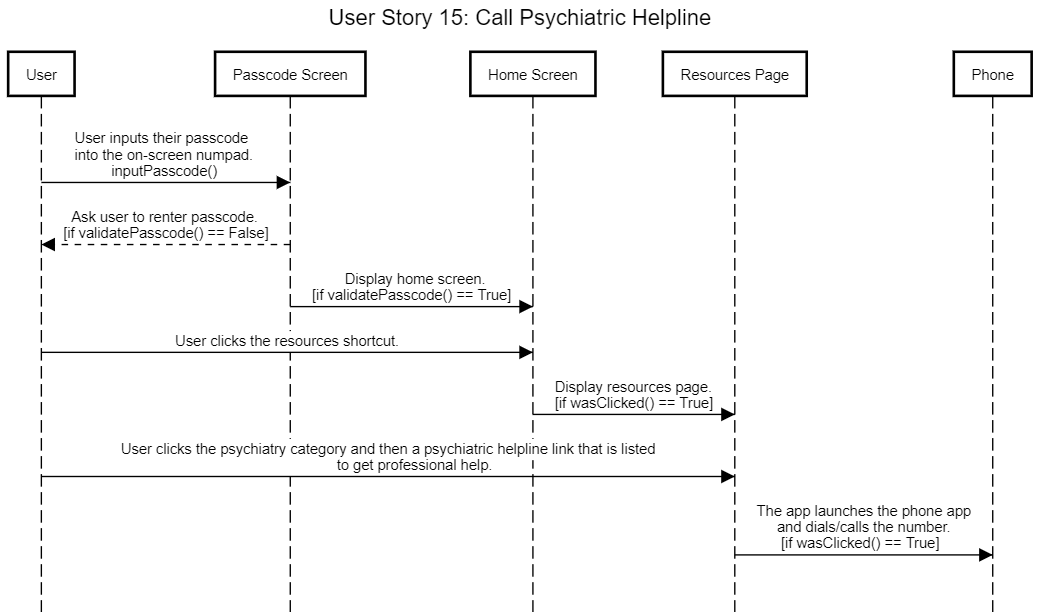 User Story 15: Call Psychiatric Helpline
User
Passcode Screen
Home Screen
Resources Page
Phone
User inputs their passcode
into the on-screen numpad.
inputPasscode()
Ask user to renter passcode.
[if validatePasscode() == False]
Display home screen.
[if validatePasscode() == True]
User clicks the resources shortcut.
Display resources page.
[if wasClicked() == True]
User clicks the psychiatry category and then a psychiatric helpline link that is listed
to get professional help.
The app launches the phone app
and dials/calls the number.
[if wasClicked() == True]